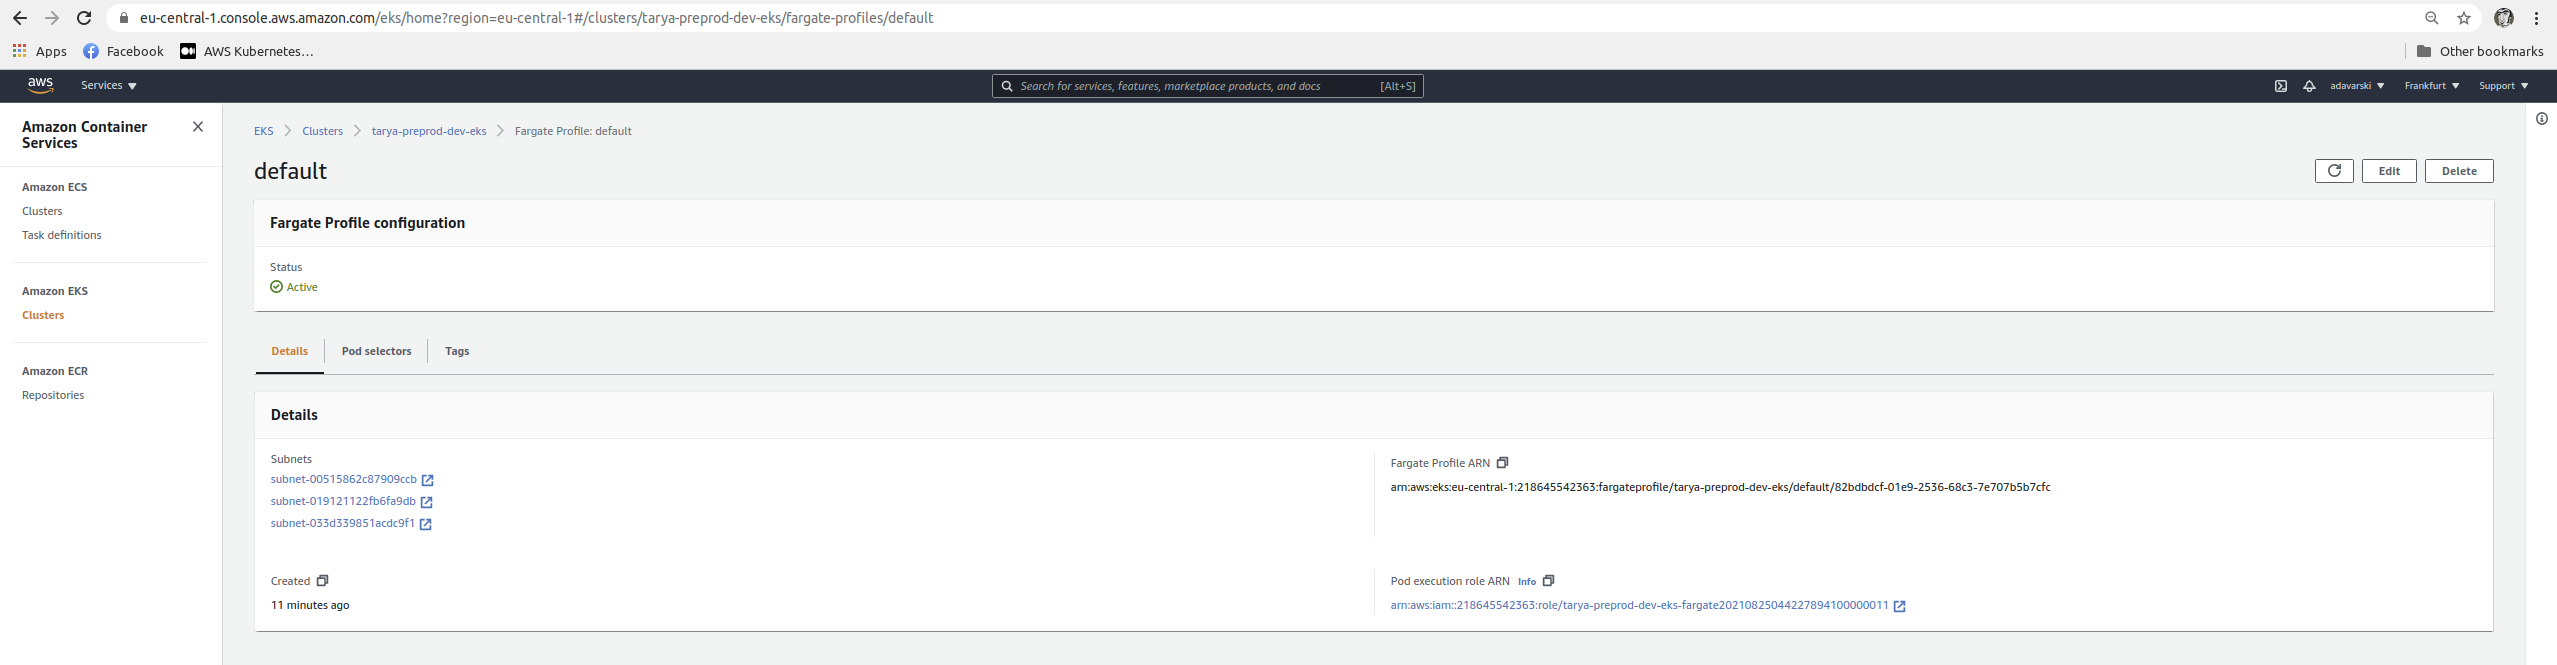 eu-central-1.console.aws.amazon.com/eks/home?region=eu-central-1#/clusters/tarya-preprod-dev-eks/fargate-profiles/default
Apps Facebook AWS Kubernetes... Other bookmarks
aws Services Search for services, features, marketplace products, and docs [Alt+S] adavarski Frankfurt Support
Amazon Container Services
Amazon ECS
Clusters
Task definitions
Amazon EKS
Clusters
Amazon ECR
Repositories
EKS Clusters tarya-preprod-dev-eks Fargate Profile: default
default
Edit Delete
Fargate Profile configuration
Status
Active
Details Pod selectors Tags
Details
Subnets
subnet-00515862c87909ccb
subnet-019121122fb6fa9db
subnet-033d339851acdc9f1
Fargate Profile ARN
arn:aws:eks:eu-central-1:218645542363:fargateprofile/tarya-preprod-dev-eks/default/82bdbdcf-01e9-2536-68c3-7e707b5b7cfc
Created
11 minutes ago
Pod execution role ARN Info
arn:aws:iam::218645542363:role/tarya-preprod-dev-eks-fargate20210825044227894100000011